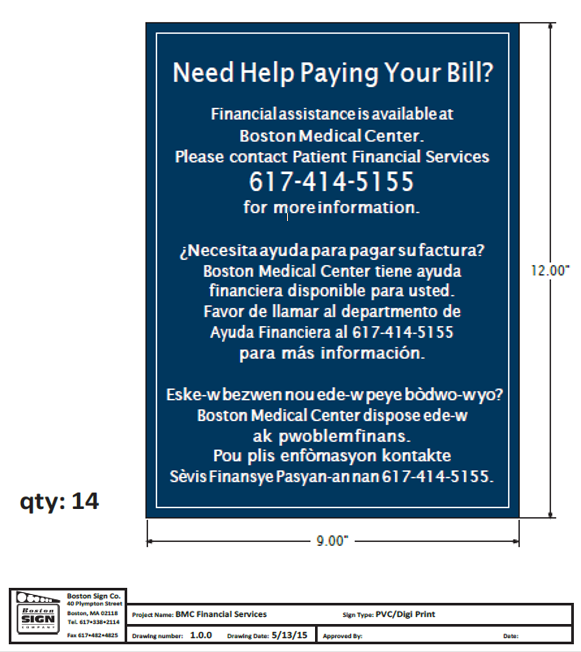 Need Help Paying Your Bill?
Financial assistance is available at
Boston Medical Center.
Please contact Patient Financial Services
617-414-5155
for more information.
¿Necesita ayuda para pagar su factura?
Boston Medical Center tiene ayuda
financiera disponible para usted.
Favor de llamar al departmento de
Ayuda Financiera al 617-414-5155
para más información.
Eske-w bezwen nou ede-w peye bòdwo-w yo?
Boston Medical Center dispose ede-w
ak pwoblem finans.
Pou plis enfòmasyon kontakte
Sèvis Finansye Pasyan-an nan 617-414-5155.
12.00"
qty: 14
9.00"
Boston
SIGN
COMPANY
Boston Sign Co.
40 Plympton Street
Boston, MA 02118
Tel. 617•338•2114
Fax 617•482•4825
Project Name: BMC Financial Services
Sign Type: PVC/Digi Print
Drawing number: 1.0.0
Drawing Date: 5/13/15
Approved By:
Date: